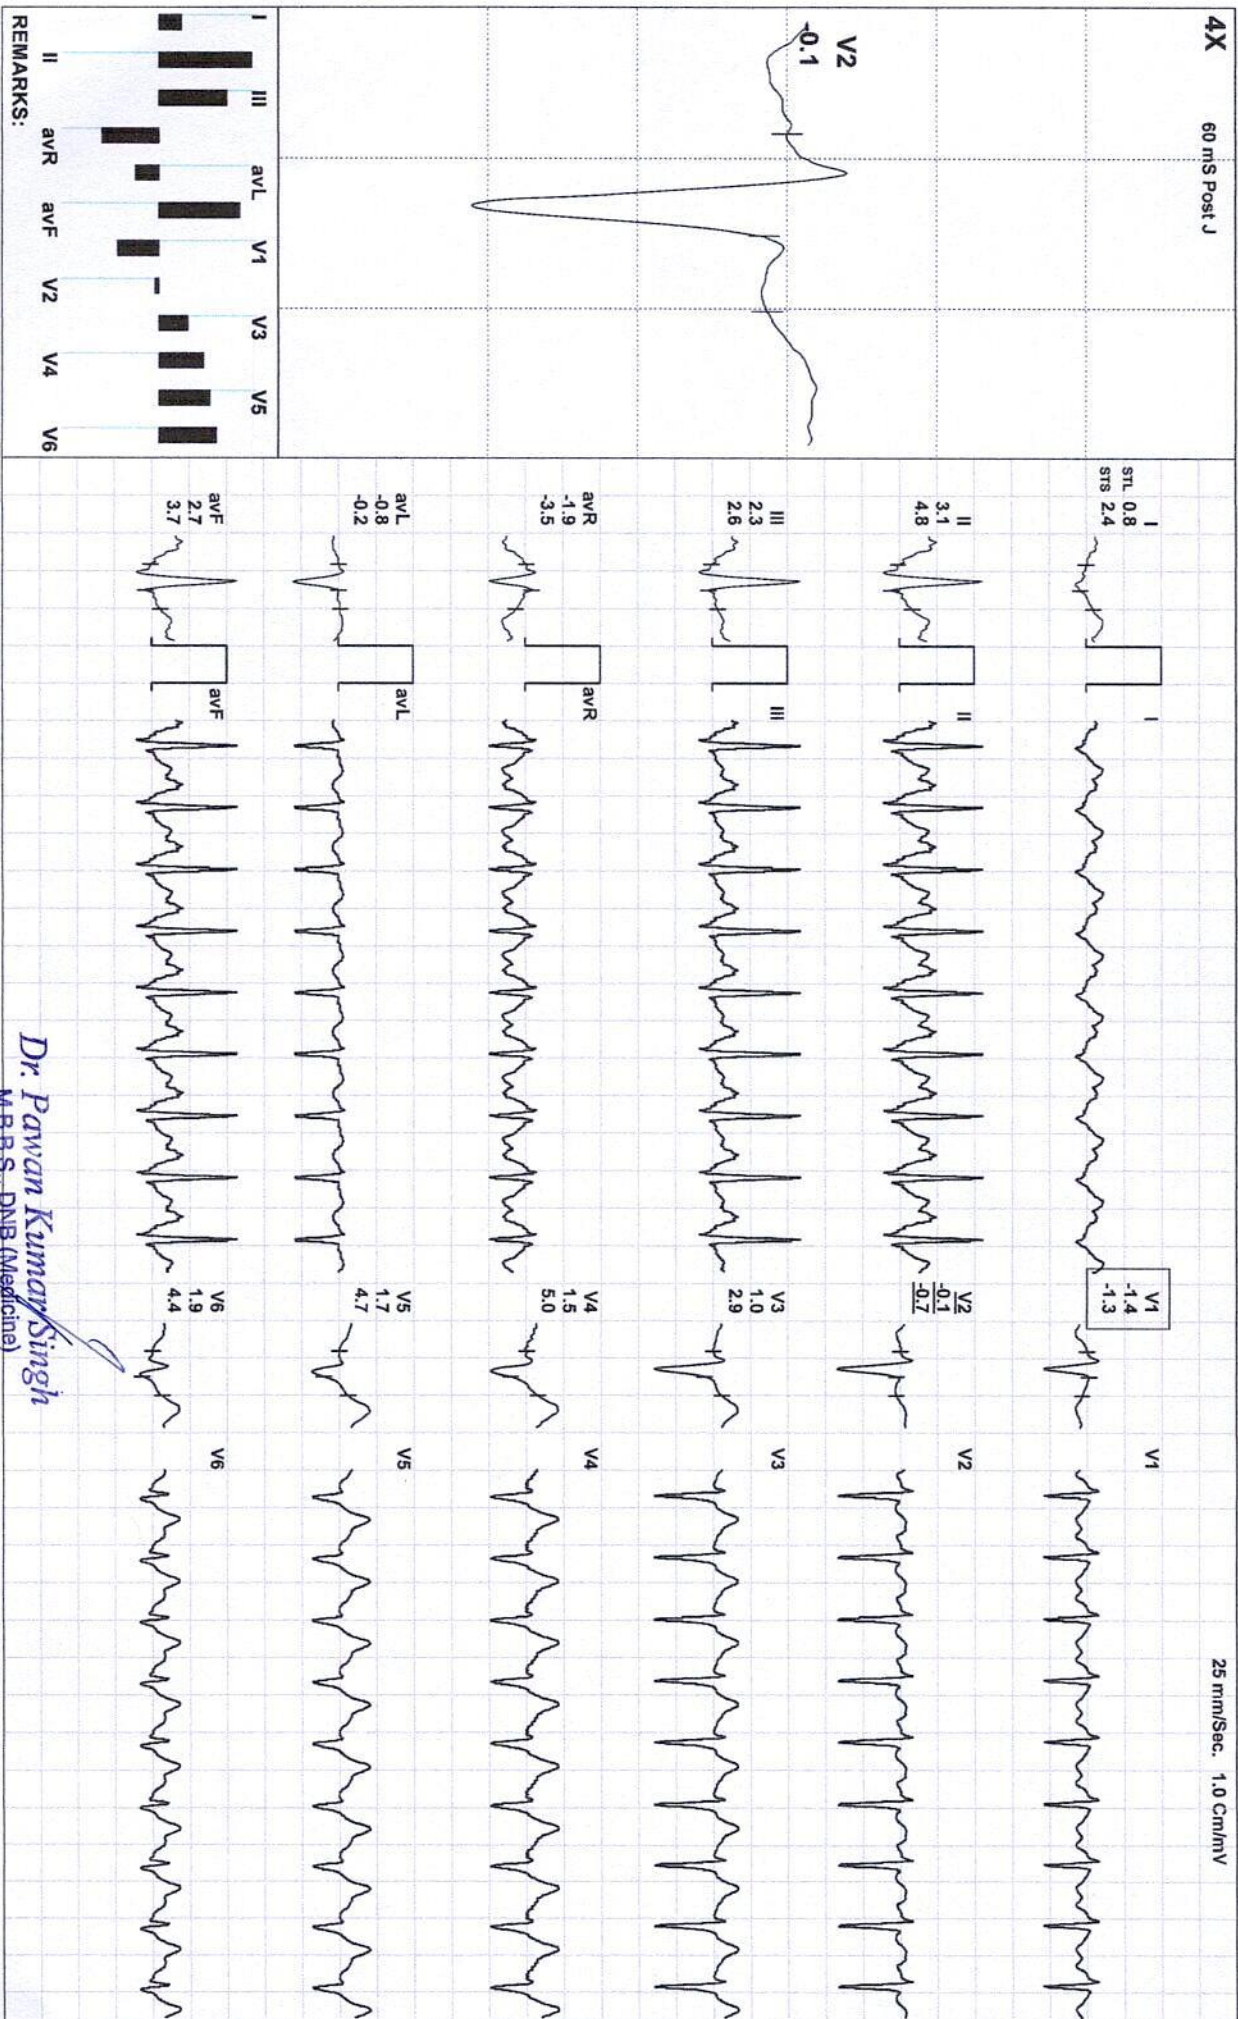 4X
60 mS Post J
25 mm/Sec. 1.0 Cm/mV
V2
-0.1
I
STL 0.8
STS 2.4
I
V1
-1.4
-1.3
V1
II
3.1
4.8
II
V2
-0.1
-0.7
V2
III
2.3
2.6
III
V3
1.0
2.9
V3
avR
-1.9
-3.5
avR
V4
1.5
5.0
V4
avL
-0.8
-0.2
avL
V5
1.7
4.7
V5
avF
2.7
3.7
avF
V6
1.9
4.4
V6
I III avL V1 V3 V5
II avR avF V2 V4 V6
REMARKS:
Dr. Pawan Kumar Singh
M.B.B.S., DNB (Medicine)